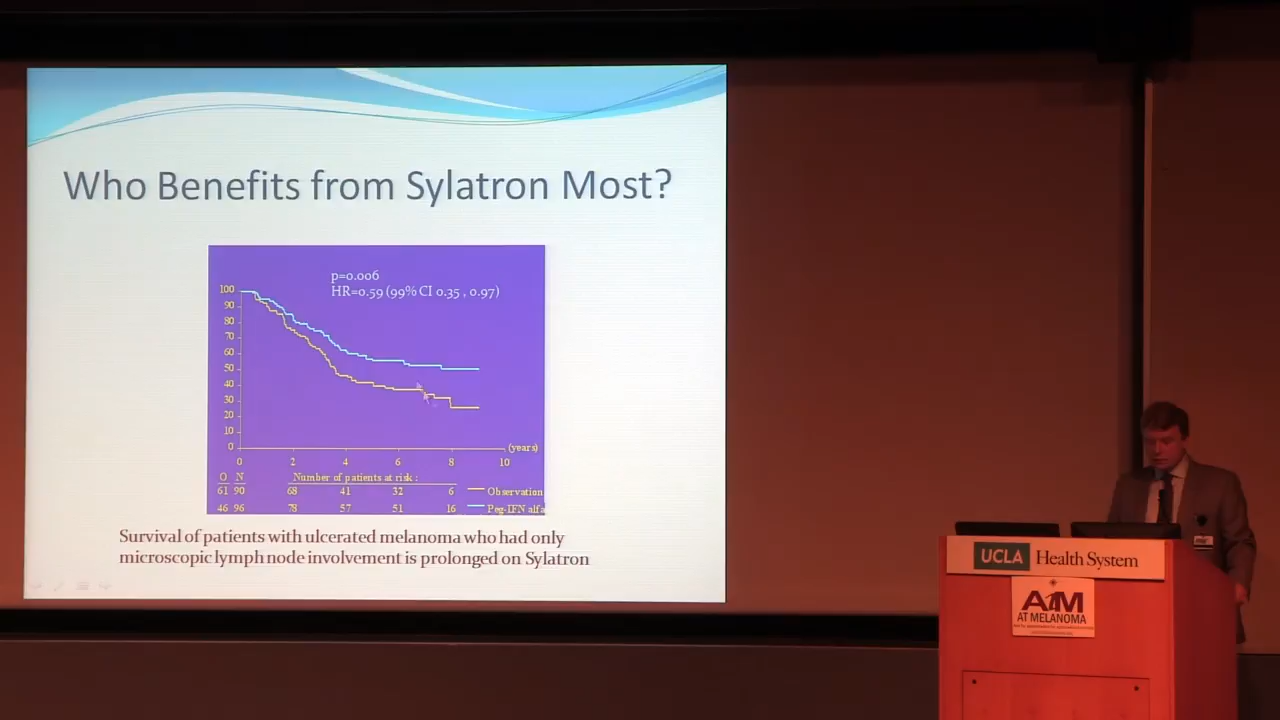 Who Benefits from Sylatron Most?
p=0.006
HR=0.59 (99% CI 0.35 , 0.97)
100
90
80
70
60
50
40
30
20
10
0
(years)
0 2 4 6 8 10
O N Number of patients at risk :
61 90 68 41 32 6 Observation
46 96 78 57 51 16 Peg-IFN alfa
Survival of patients with ulcerated melanoma who had only
microscopic lymph node involvement is prolonged on Sylatron
UCLA Health System
AIM
AT MELANOMA